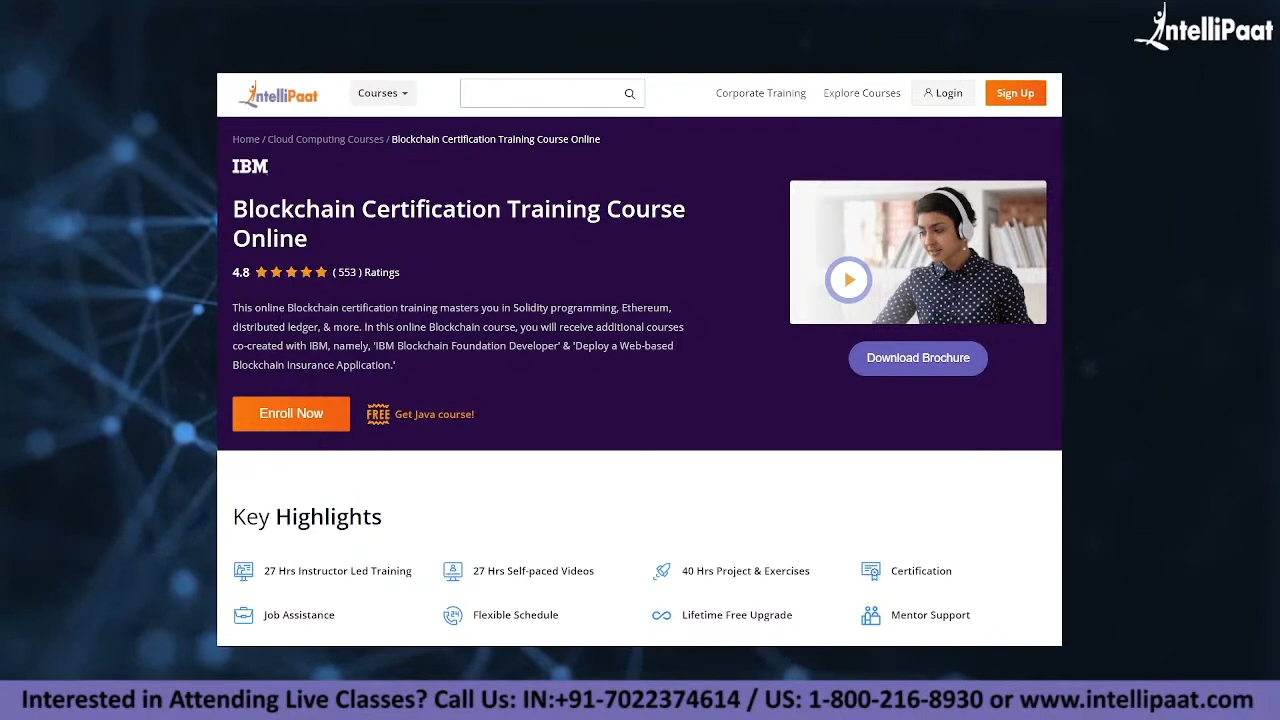 IntelliPaat
IntelliPaat
Courses
Corporate Training
Explore Courses
Login
Sign Up
Home / Cloud Computing Courses / Blockchain Certification Training Course Online
IBM
Blockchain Certification Training Course
Online
4.8 ( 553 ) Ratings
This online Blockchain certification training masters you in Solidity programming, Ethereum,
distributed ledger, & more. In this online Blockchain course, you will receive additional courses
co-created with IBM, namely, 'IBM Blockchain Foundation Developer' & 'Deploy a Web-based
Blockchain Insurance Application.'
Download Brochure
Enroll Now
FREE Get Java course!
Key Highlights
27 Hrs Instructor Led Training
27 Hrs Self-paced Videos
40 Hrs Project & Exercises
Certification
Job Assistance
24/7 Flexible Schedule
Lifetime Free Upgrade
Mentor Support
Interested in Attending Live Classes? Call Us: IN:+91-7022374614 / US: 1-800-216-8930 or www.intellipaat.com